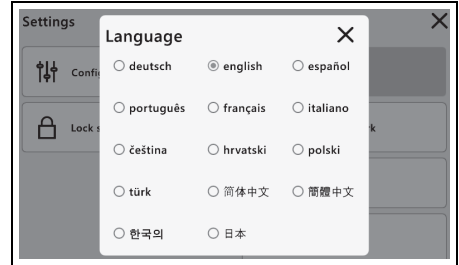 Settings
Language
deutsch english español
Confi
português français italiano
Lock s
k
čeština hrvatski polski
türk 简体中文 簡體中文
한국의 日本